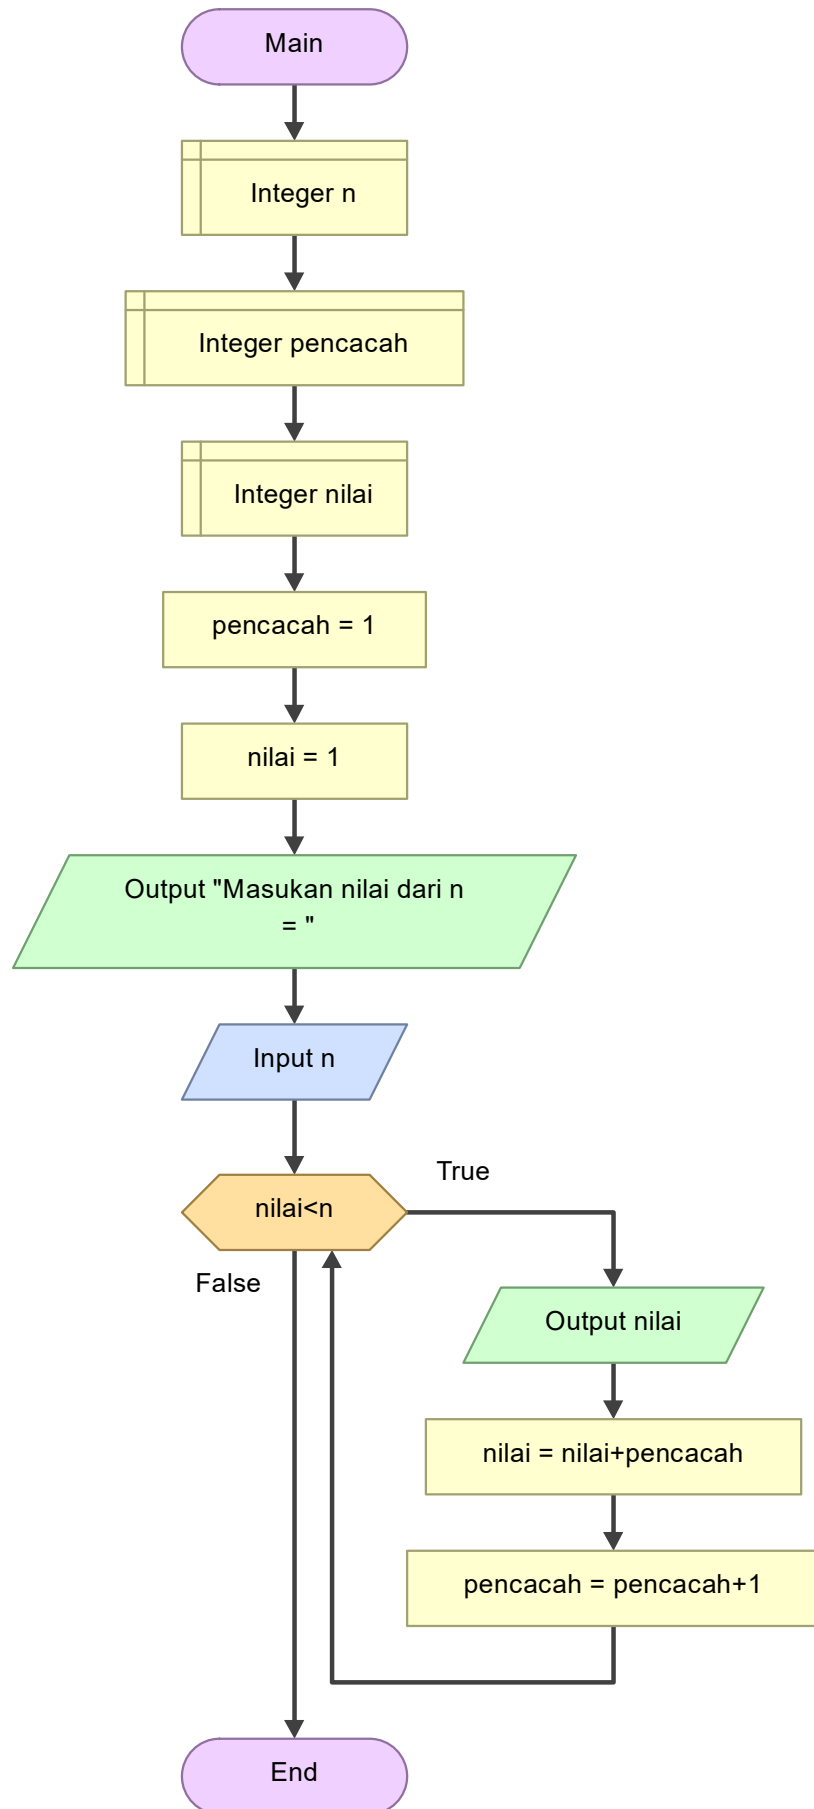 Main
Integer n
Integer pencacah
Integer nilai
pencacah = 1
nilai = 1
Output "Masukan nilai dari n
= "
Input n
nilai<n
True
False
Output nilai
nilai = nilai+pencacah
pencacah = pencacah+1
End